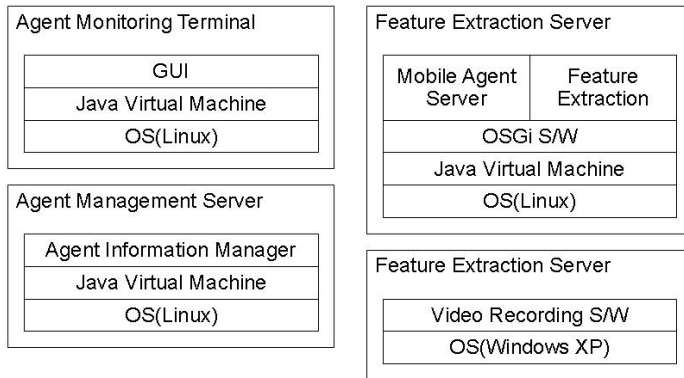 Agent Monitoring Terminal
GUI
Java Virtual Machine
OS(Linux)
Agent Management Server
Agent Information Manager
Java Virtual Machine
OS(Linux)
Feature Extraction Server
Mobile Agent
Server
Feature
Extraction
OSGi S/W
Java Virtual Machine
OS(Linux)
Feature Extraction Server
Video Recording S/W
OS(Windows XP)